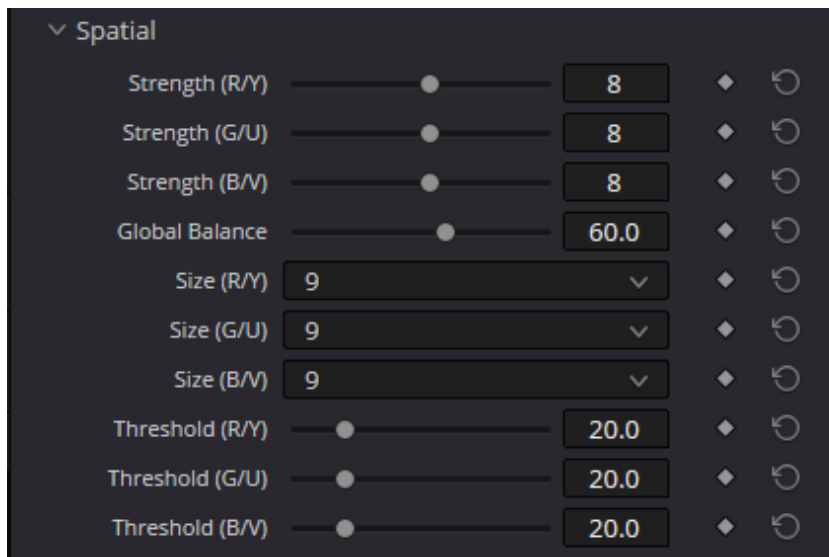 Spatial
Strength (R/Y) 8
Strength (G/U) 8
Strength (B/V) 8
Global Balance 60.0
Size (R/Y) 9
Size (G/U) 9
Size (B/V) 9
Threshold (R/Y) 20.0
Threshold (G/U) 20.0
Threshold (B/V) 20.0